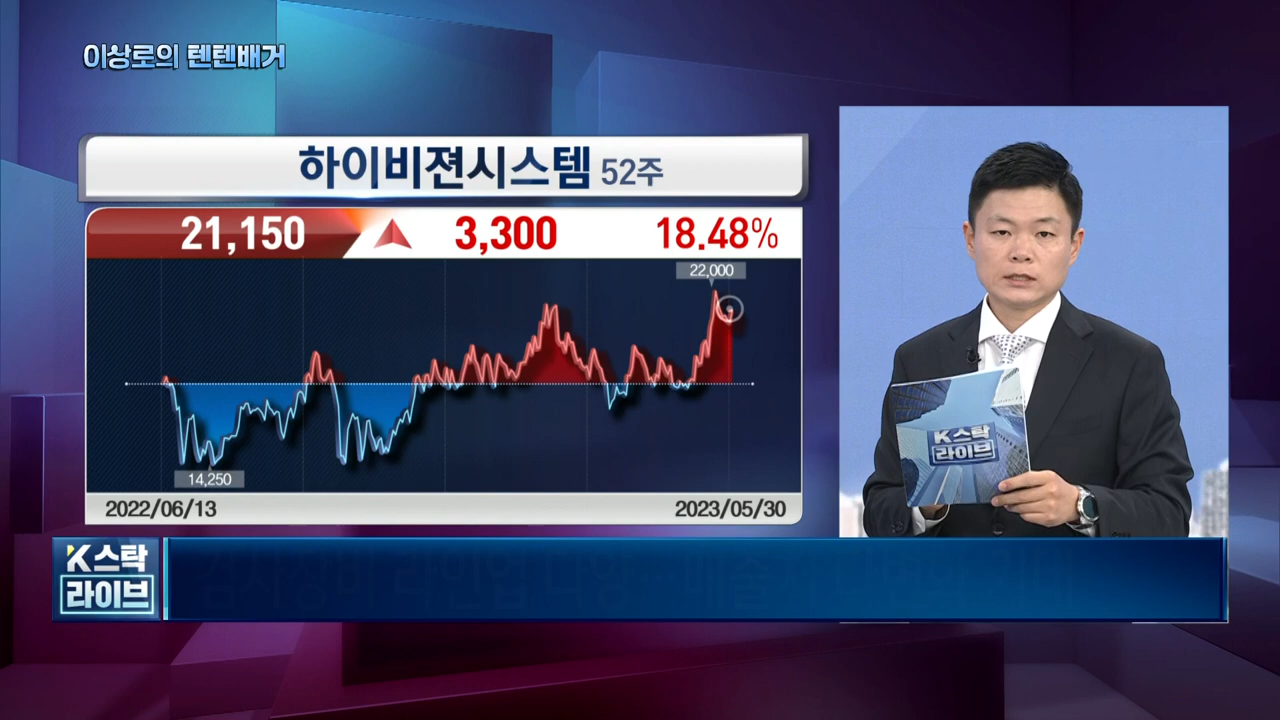 이상로의 텐텐배거
하이비젼시스템 52주
21,150 3,300 18.48%
22,000
14,250
2022/06/13 2023/05/30
K스탁
라이브
K스탁
라이브